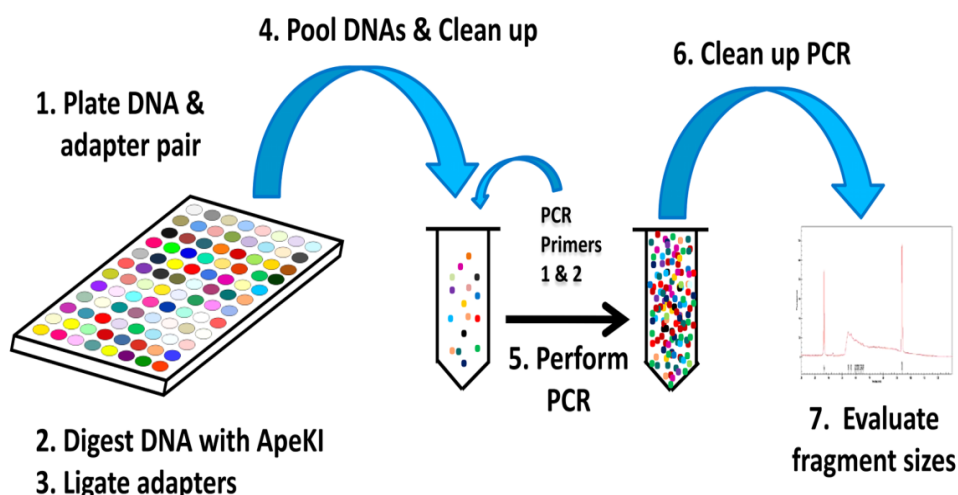 4. Pool DNAs & Clean up
6. Clean up PCR
1. Plate DNA &
adapter pair
PCR
Primers
1 & 2
5. Perform
PCR
2. Digest DNA with ApeKI
3. Ligate adapters
7. Evaluate
fragment sizes